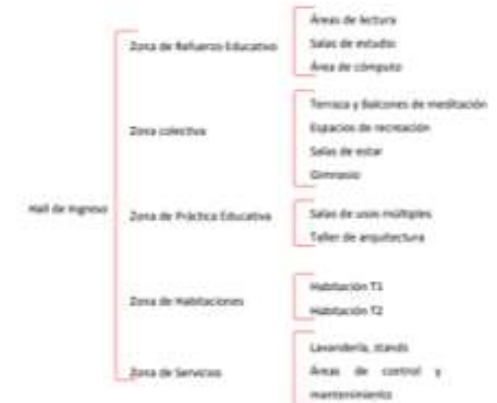 Áreas de lectura
Zona de Refuerzo Educativo
Salas de estudio
Área de cómputo
Terraza y Balcones de meditación
Espacios de recreación
Zona colectiva
Salas de estar
Gimnasio
Hall de Ingreso
Zona de Práctica Educativa
Salas de usos múltiples
Taller de arquitectura
Habitación T1
Zona de Habitaciones
Habitación T2
Lavandería, stands
Zona de Servicios
Áreas de control y
mantenimiento